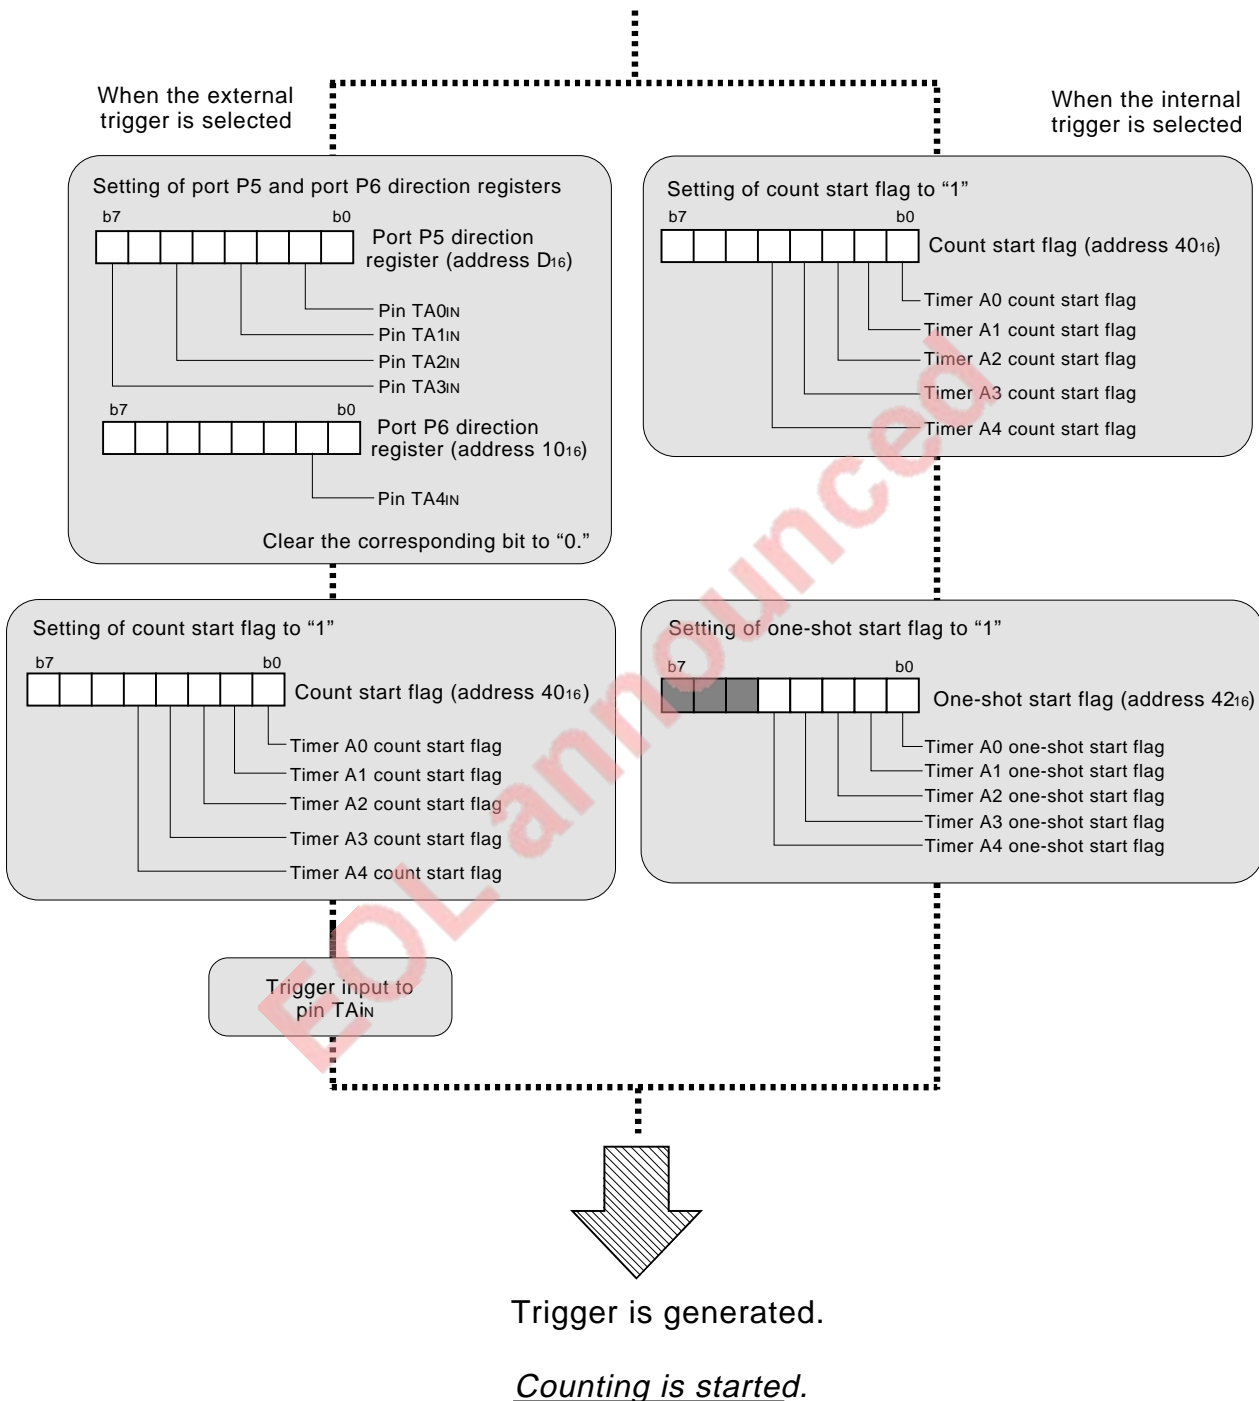 When the external
trigger is selected
When the internal
trigger is selected
Setting of port P5 and port P6 direction registers
b7 b0
Port P5 direction
register (address D16)
Pin TA0IN
Pin TA1IN
Pin TA2IN
Pin TA3IN
b7 b0
Port P6 direction
register (address 1016)
Pin TA4IN
Clear the corresponding bit to “0.”
Setting of count start flag to “1”
b7 b0
Count start flag (address 4016)
Timer A0 count start flag
Timer A1 count start flag
Timer A2 count start flag
Timer A3 count start flag
Timer A4 count start flag
Setting of count start flag to “1”
b7 b0
Count start flag (address 4016)
Timer A0 count start flag
Timer A1 count start flag
Timer A2 count start flag
Timer A3 count start flag
Timer A4 count start flag
Setting of one-shot start flag to “1”
b7 b0
One-shot start flag (address 4216)
Timer A0 one-shot start flag
Timer A1 one-shot start flag
Timer A2 one-shot start flag
Timer A3 one-shot start flag
Timer A4 one-shot start flag
Trigger input to
pin TAiIN
Trigger is generated.
Counting is started.
EOL announced